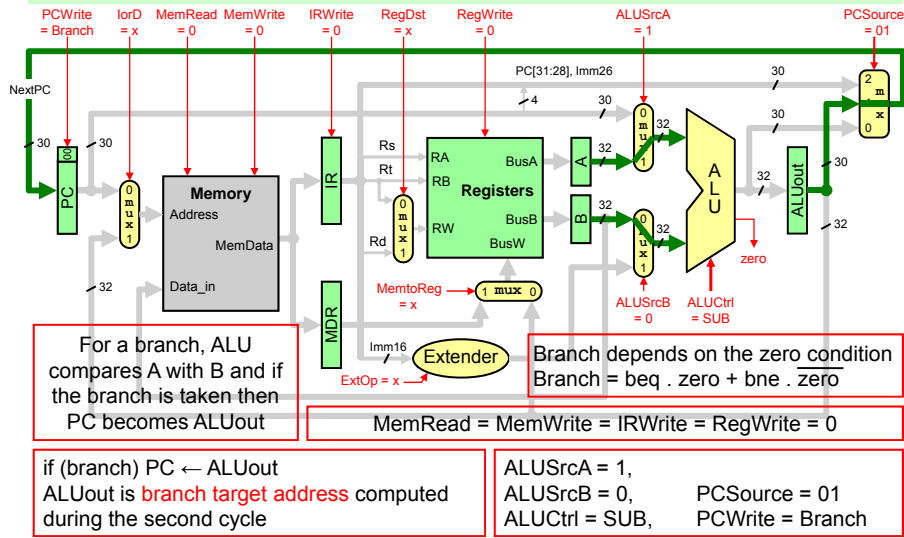 PCWrite = Branch
IorD = x
MemRead = 0
MemWrite = 0
IRWrite = 0
RegDst = x
RegWrite = 0
ALUSrcA = 1
PCSource = 01
NextPC
PC[31:28], Imm26
4
30
30
2
m
x
0
30
30
00
PC
30
0
mux
1
Memory
Address
MemData
Data_in
32
IR
MDR
Rs
Rt
Rd
RA
RB
RW
Registers
BusA
BusB
BusW
0
mux
1
A
B
32
32
0
mux
1
32
0
mux
1
32
ALU
zero
32
ALUout
30
32
MemtoReg = x
1 mux 0
ALUSrcB = 0
ALUCtrl = SUB
Imm16
Extender
ExtOp = x
For a branch, ALU
compares A with B and if
the branch is taken then
PC becomes ALUout
Branch depends on the zero condition
Branch = beq . zero + bne . z̅e̅r̅o̅
MemRead = MemWrite = IRWrite = RegWrite = 0
if (branch) PC ← ALUout
ALUout is branch target address computed
during the second cycle
ALUSrcA = 1,
ALUSrcB = 0, PCSource = 01
ALUCtrl = SUB, PCWrite = Branch